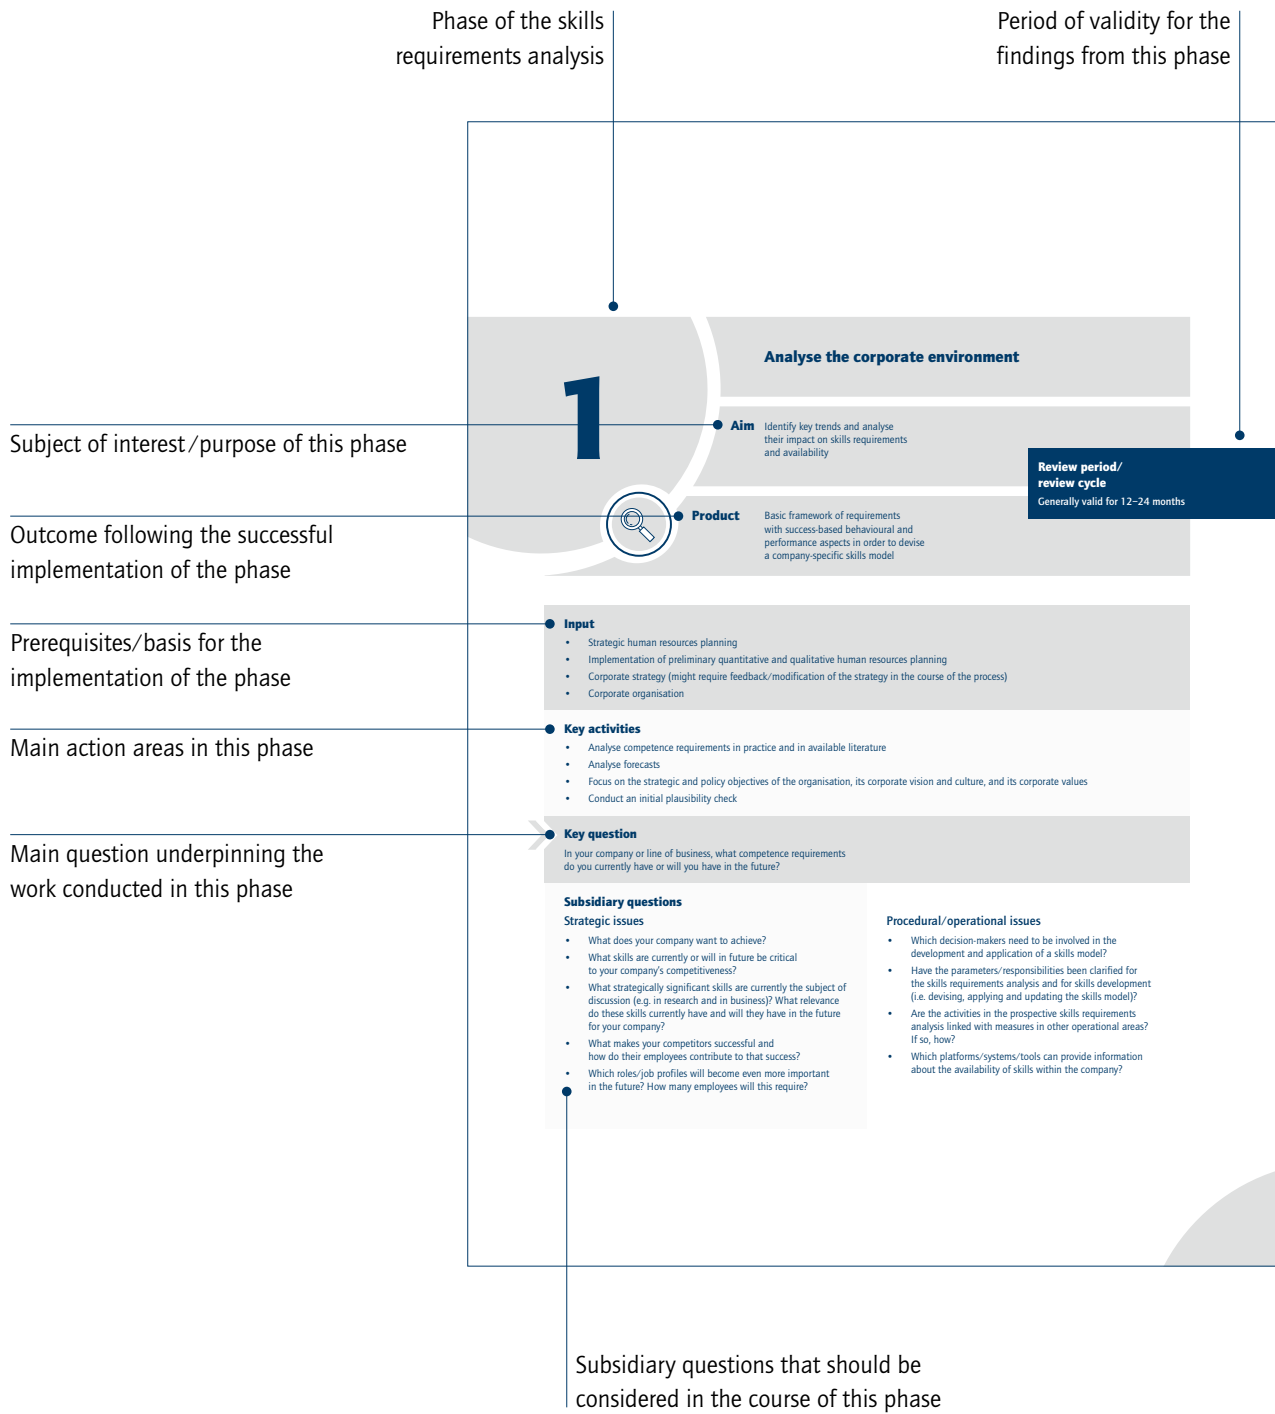 Phase of the skills
requirements analysis
Period of validity for the
findings from this phase
1
Analyse the corporate environment
Subject of interest/purpose of this phase
Aim
Identify key trends and analyse
their impact on skills requirements
and availability
Review period/
review cycle
Generally valid for 12–24 months
Outcome following the successful
implementation of the phase
Product
Basic framework of requirements
with success-based behavioural and
performance aspects in order to devise
a company-specific skills model
Prerequisites/basis for the
implementation of the phase
Input
• Strategic human resources planning
• Implementation of preliminary quantitative and qualitative human resources planning
• Corporate strategy (might require feedback/modification of the strategy in the course of the process)
• Corporate organisation
Main action areas in this phase
Key activities
• Analyse competence requirements in practice and in available literature
• Analyse forecasts
• Focus on the strategic and policy objectives of the organisation, its corporate vision and culture, and its corporate values
• Conduct an initial plausibility check
Main question underpinning the
work conducted in this phase
Key question
In your company or line of business, what competence requirements
do you currently have or will you have in the future?
Subsidiary questions
Strategic issues
• What does your company want to achieve?
• What skills are currently or will in future be critical
to your company's competitiveness?
• What strategically significant skills are currently the subject of
discussion (e.g. in research and in business)? What relevance
do these skills currently have and will they have in the future
for your company?
• What makes your competitors successful and
how do their employees contribute to that success?
• Which roles/job profiles will become even more important
in the future? How many employees will this require?
Procedural/operational issues
• Which decision-makers need to be involved in the
development and application of a skills model?
• Have the parameters/responsibilities been clarified for
the skills requirements analysis and for skills development
(i.e. devising, applying and updating the skills model)?
• Are the activities in the prospective skills requirements
analysis linked with measures in other operational areas?
If so, how?
• Which platforms/systems/tools can provide information
about the availability of skills within the company?
Subsidiary questions that should be
considered in the course of this phase